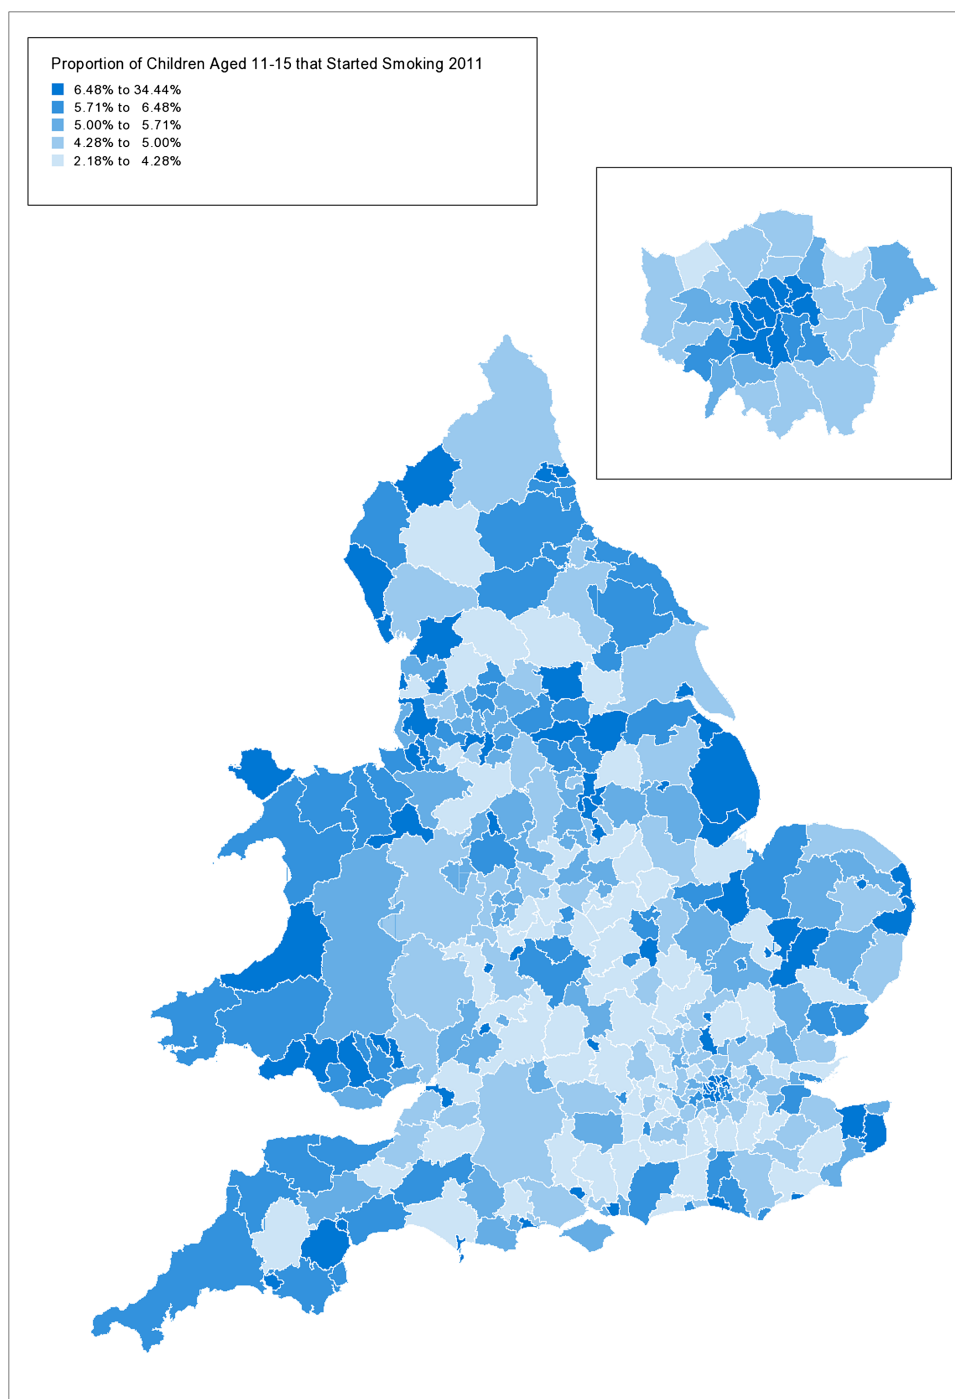 Proportion of Children Aged 11-15 that Started Smoking 2011
6.48% to 34.44%
5.71% to 6.48%
5.00% to 5.71%
4.28% to 5.00%
2.18% to 4.28%